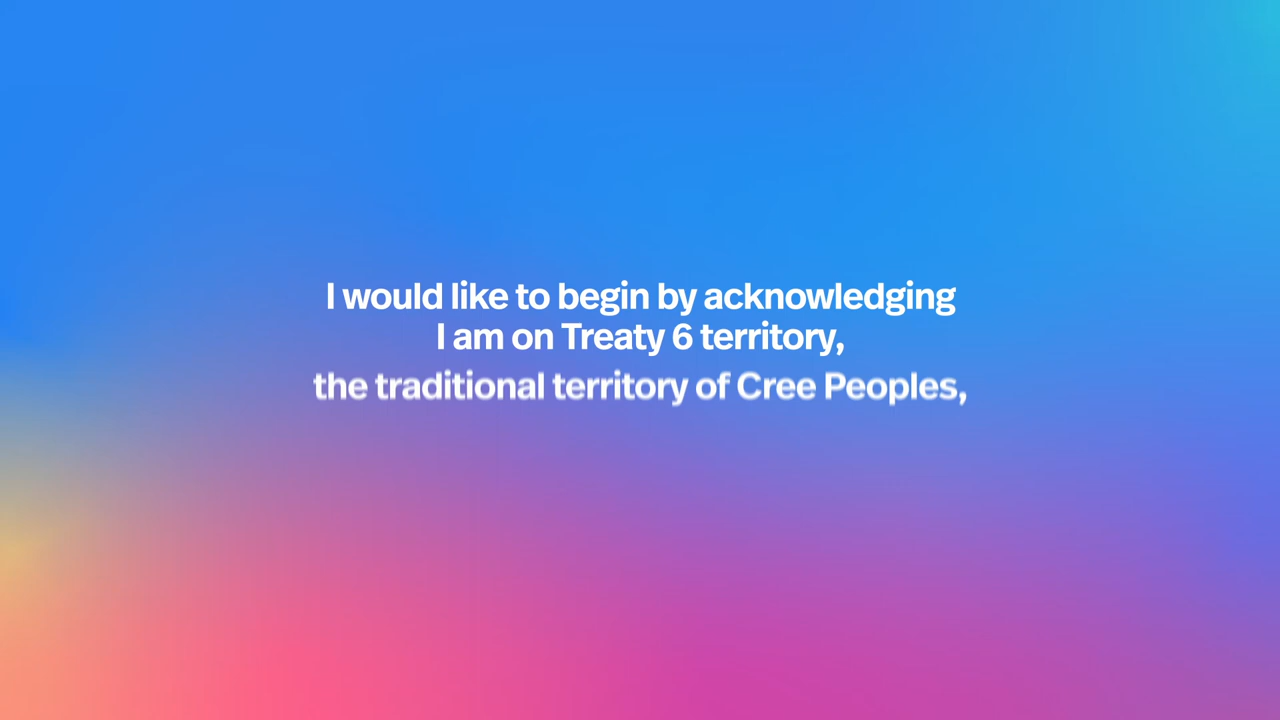 I would like to begin by acknowledging
I am on Treaty 6 territory,
the traditional territory of Cree Peoples,